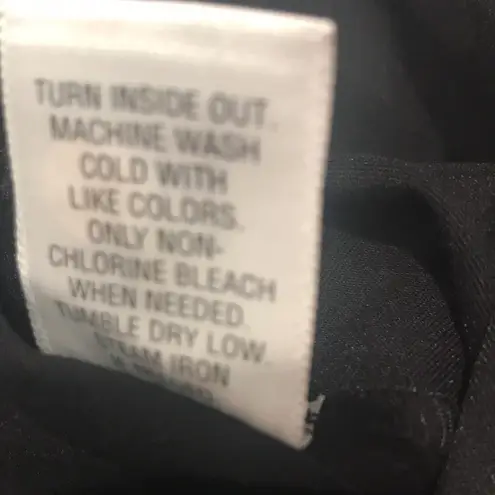 TURN INSIDE OUT.
MACHINE WASH
COLD WITH
LIKE COLORS.
ONLY NON-
CHLORINE BLEACH
WHEN NEEDED.
TUMBLE DRY LOW.
STEAM IRON